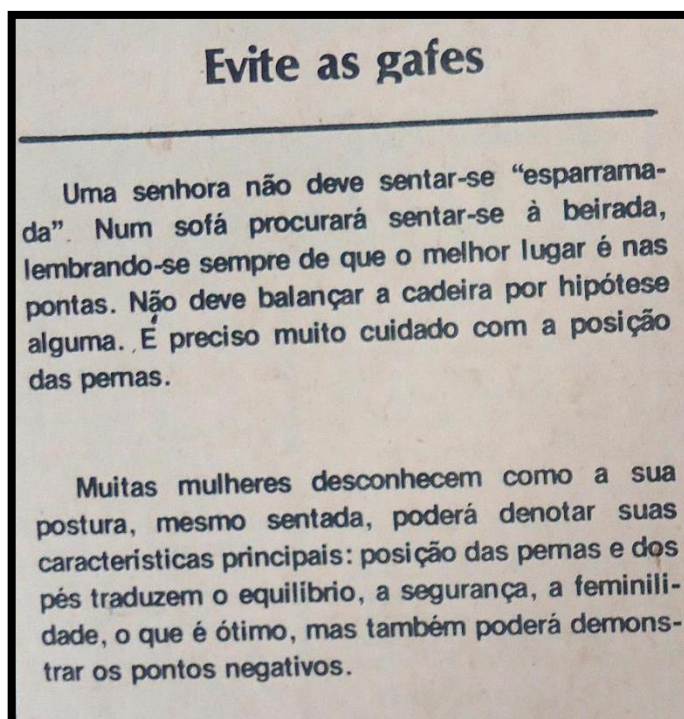 Evite as gafes
Uma senhora não deve sentar-se “esparrama-
da”. Num sofá procurará sentar-se à beirada,
lembrando-se sempre de que o melhor lugar é nas
pontas. Não deve balançar a cadeira por hipótese
alguma. É preciso muito cuidado com a posição
das pernas.
Muitas mulheres desconhecem como a sua
postura, mesmo sentada, poderá denotar suas
características principais: posição das pernas e dos
pés traduzem o equilíbrio, a segurança, a feminili-
dade, o que é ótimo, mas também poderá demons-
trar os pontos negativos.